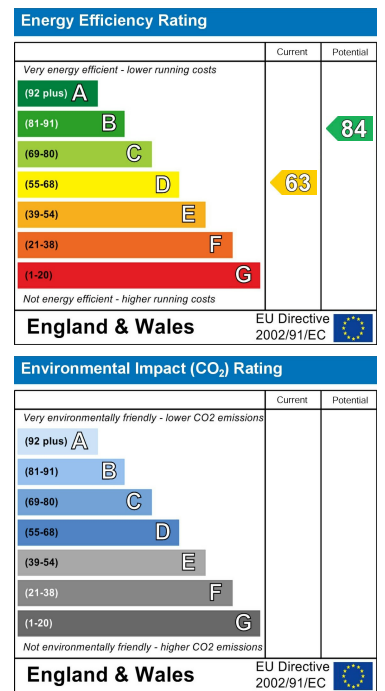 Energy Efficiency Rating
Current Potential
Very energy efficient - lower running costs
(92 plus) A
(81-91) B
84
(69-80) C
(55-68) D
63
(39-54) E
(21-38) F
(1-20) G
Not energy efficient - higher running costs
England & Wales
EU Directive
2002/91/EC
Environmental Impact (CO₂) Rating
Current Potential
Very environmentally friendly - lower CO2 emissions
(92 plus) A
(81-91) B
(69-80) C
(55-68) D
(39-54) E
(21-38) F
(1-20) G
Not environmentally friendly - higher CO2 emissions
England & Wales
EU Directive
2002/91/EC